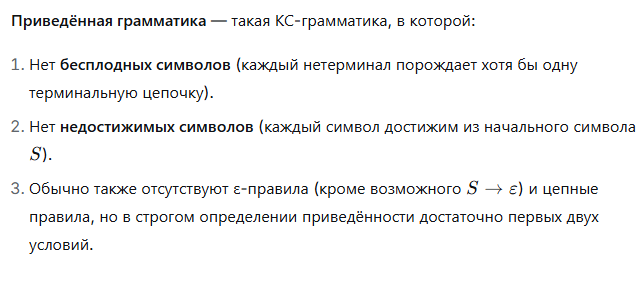 Приведённая грамматика — такая КС-грамматика, в которой:
1. Нет бесплодных символов (каждый нетерминал порождает хотя бы одну
терминальную цепочку).
2. Нет недостижимых символов (каждый символ достижим из начального символа
S).
3. Обычно также отсутствуют ε-правила (кроме возможного S → ε) и цепные
правила, но в строгом определении приведённости достаточно первых двух
условий.